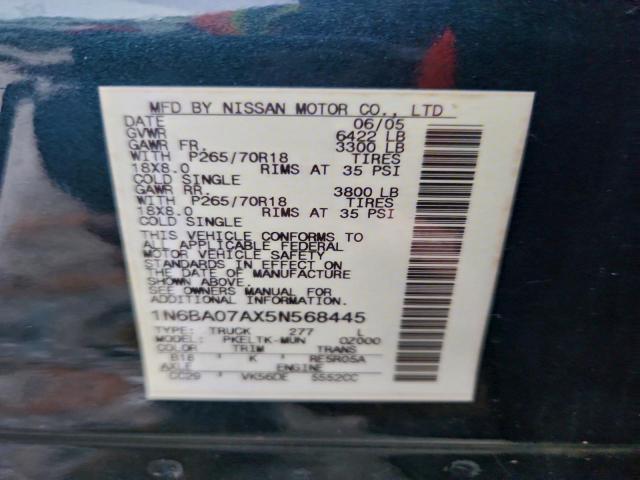 MFD BY NISSAN MOTOR CO., LTD
DATE 06/05
GVWR 6422 LB
GAWR FR. 3300 LB
WITH P265/70R18 TIRES
18X8.0 RIMS AT 35 PSI
COLD SINGLE
GAWR RR. 3800 LB
WITH P265/70R18 TIRES
18X8.0 RIMS AT 35 PSI
COLD SINGLE
THIS VEHICLE CONFORMS TO
ALL APPLICABLE FEDERAL
MOTOR VEHICLE SAFETY
STANDARDS IN EFFECT ON
THE DATE OF MANUFACTURE
SHOWN ABOVE.
SEE OWNERS MANUAL FOR
ADDITIONAL INFORMATION.
1N6BA07AX5N568445
TYPE: TRUCK 277 L
MODEL: PKELTK-MUN 0Z000
COLOR TRIM TRANS
B18 K RE5R05A
AXLE ENGINE
CC29 VK56DE 5552CC